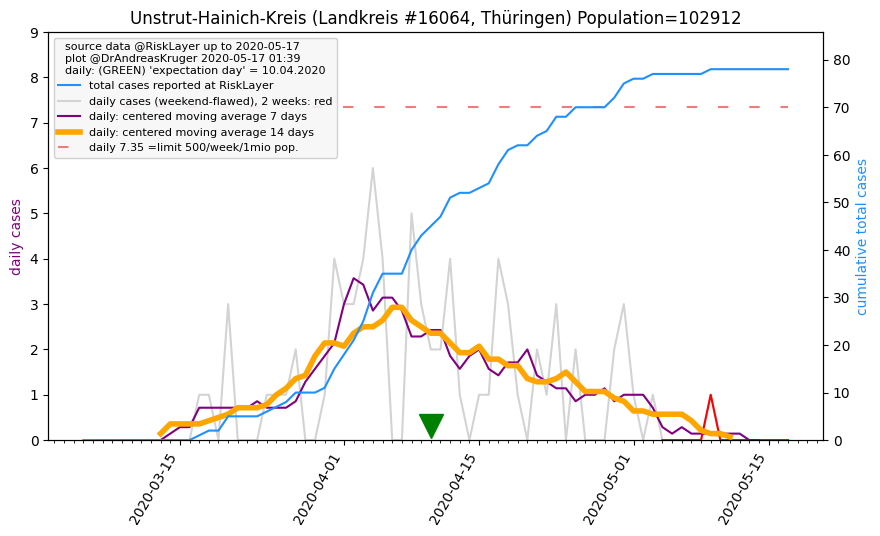 Unstrut-Hainich-Kreis (Landkreis #16064, Thüringen) Population=102912
source data @RiskLayer up to 2020-05-17
plot @DrAndreasKruger 2020-05-17 01:39
daily: (GREEN) 'expectation day' = 10.04.2020
total cases reported at RiskLayer
daily cases (weekend-flawed), 2 weeks: red
daily: centered moving average 7 days
daily: centered moving average 14 days
daily 7.35 =limit 500/week/1mio pop.
daily cases
9
8
7
6
5
4
3
2
1
0
cumulative total cases
80
70
60
50
40
30
20
10
0
2020-03-15
2020-04-01
2020-04-15
2020-05-01
2020-05-15